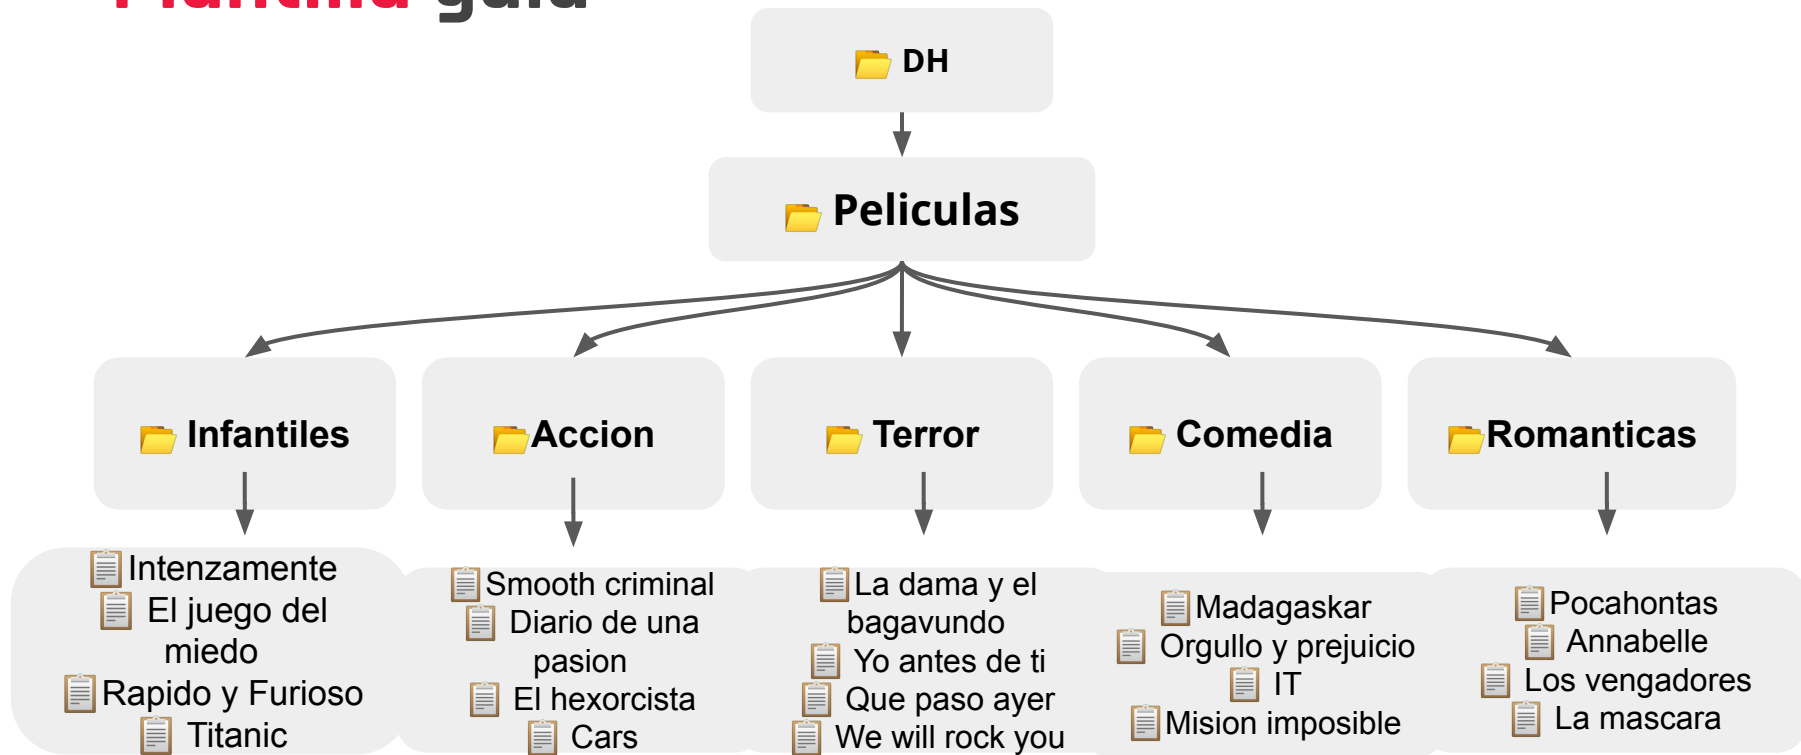 Plantilla guía
DH
Peliculas
Infantiles
Accion
Terror
Comedia
Romanticas
Intenzamente
El juego del
miedo
Rapido y Furioso
Titanic
Smooth criminal
Diario de una
pasion
El hexorcista
Cars
La dama y el
bagavundo
Yo antes de ti
Que paso ayer
We will rock you
Madagaskar
Orgullo y prejuicio
IT
Mision imposible
Pocahontas
Annabelle
Los vengadores
La mascara